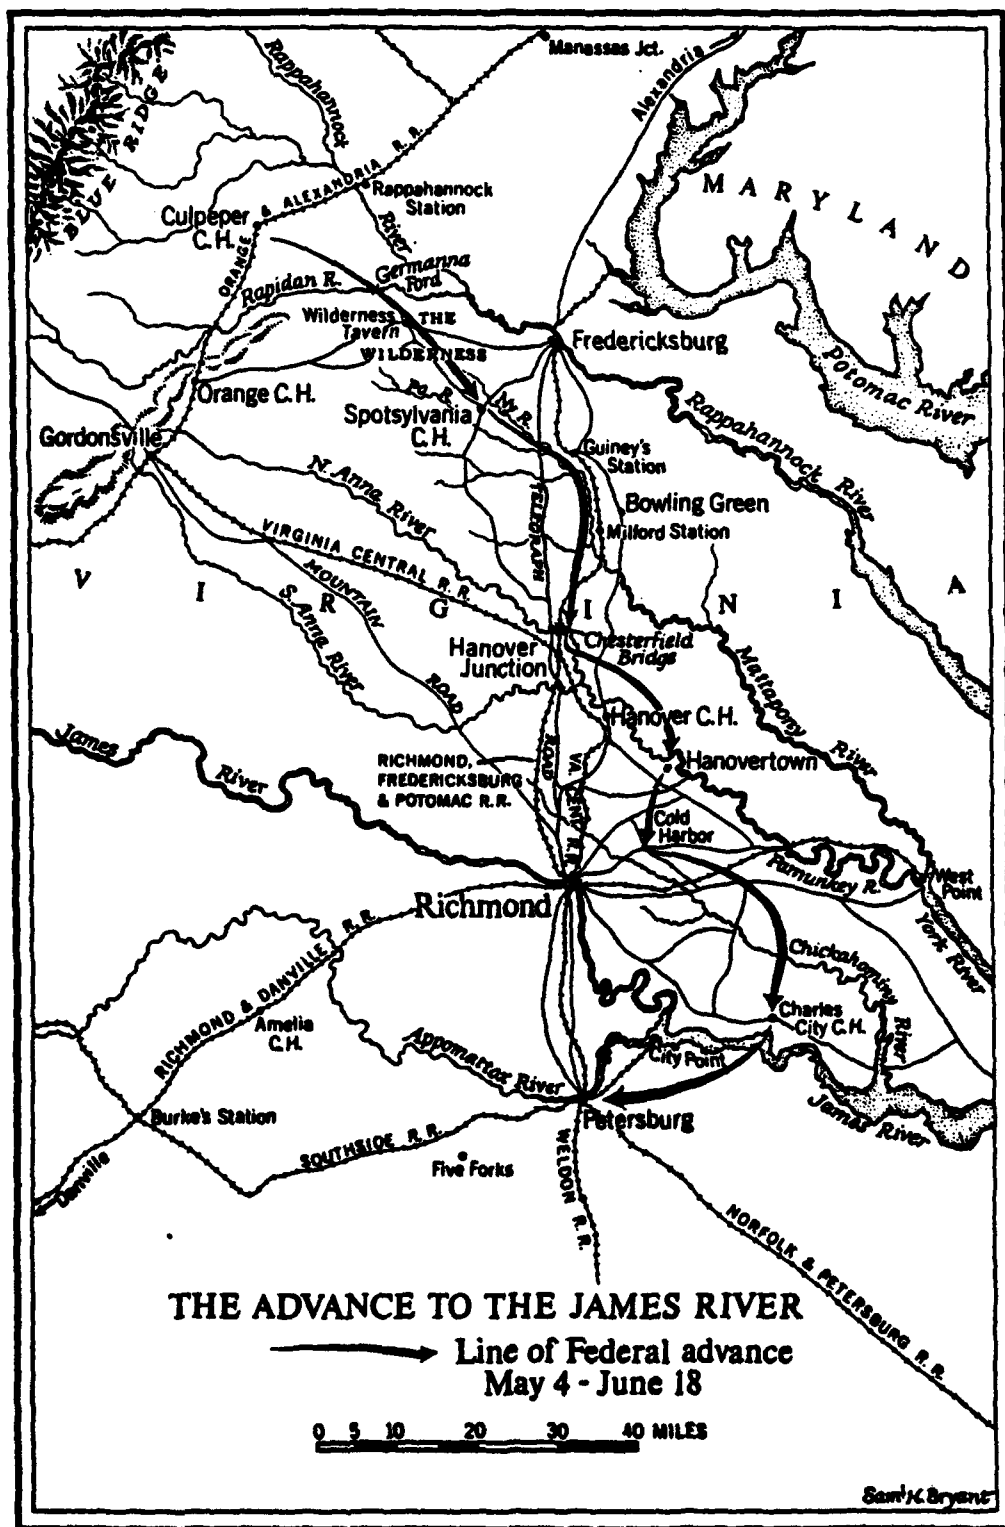 Manassas Jct.
Alexandria
Rappahannock
River
BLUE RIDGE
MARYLAND
ORANGE & ALEXANDRIA R. R.
Rappahannock
Station
Culpeper
C.H.
Germanna
Ford
Rapidan R.
Wilderness
Tavern
THE
WILDERNESS
Fredericksburg
Potomac River
Orange C.H.
Po R.
Ny R.
Spotsylvania
C.H.
Rappahannock River
Gordonsville
Guiney's
Station
N. Anna River
TELEGRAPH
ROAD
Bowling Green
Milford Station
VIRGINIA CENTRAL R. R.
MOUNTAIN
ROAD
VIRGINIA
S. Anna River
Hanover
Junction
Chesterfield
Bridge
Mattapony River
Hanover C.H.
Hanovertown
James River
RICHMOND,
FREDERICKSBURG
& POTOMAC R. R.
VA. CENT. R.R.
Cold
Harbor
Pamunkey R.
West
Point
York River
Richmond
Chickahominy
River
RICHMOND & DANVILLE R. R.
Amelia
C.H.
Charles
City C.H.
City Point
Appomattox River
James River
Burke's Station
Petersburg
SOUTHSIDE R. R.
Five Forks
Danville
WELDON R. R.
NORFOLK & PETERSBURG R. R.
THE ADVANCE TO THE JAMES RIVER
Line of Federal advance
May 4 - June 18
0 5 10 20 30 40 MILES
Sam'l H. Bryant